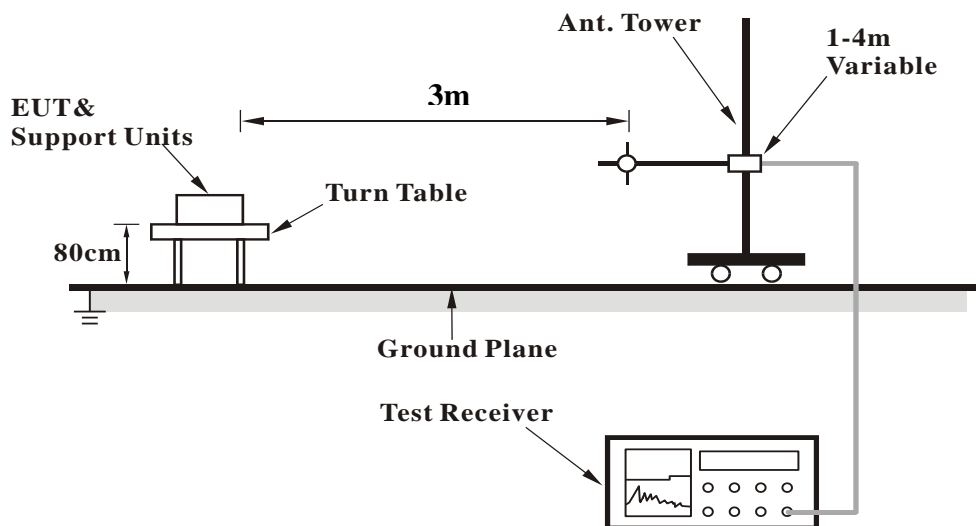 Ant. Tower
1-4m
Variable
3m
EUT&
Support Units
Turn Table
80cm
Ground Plane
Test Receiver